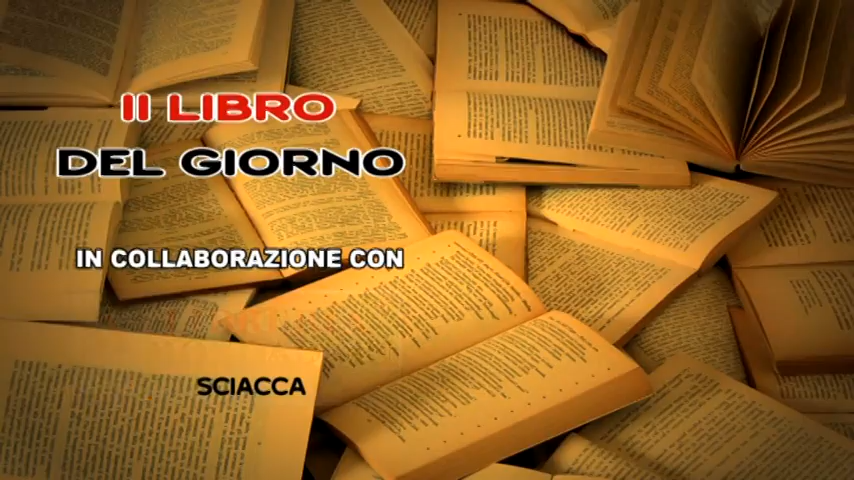 Il LIBRO
DEL GIORNO
IN COLLABORAZIONE CON
SCIACCA